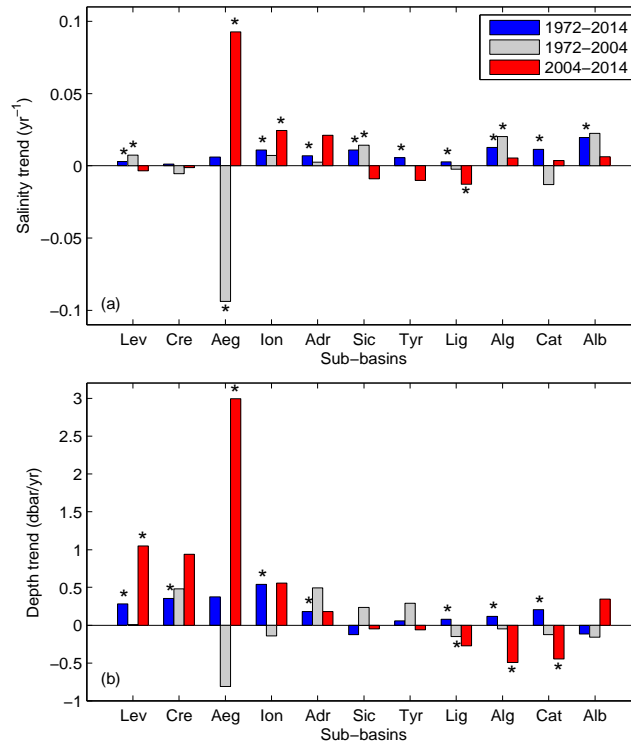 0.1
0.05
0
−0.05
−0.1
Salinity trend (yr⁻¹)
1972−2014
1972−2004
2004−2014
* * * * * * * * * * * * * * * * * *
(a)
Lev Cre Aeg Ion Adr Sic Tyr Lig Alg Cat Alb
Sub−basins
3
2.5
2
1.5
1
0.5
0
−0.5
−1
Depth trend (dbar/yr)
* * * * * * * * * * * *
(b)
Lev Cre Aeg Ion Adr Sic Tyr Lig Alg Cat Alb
Sub−basins